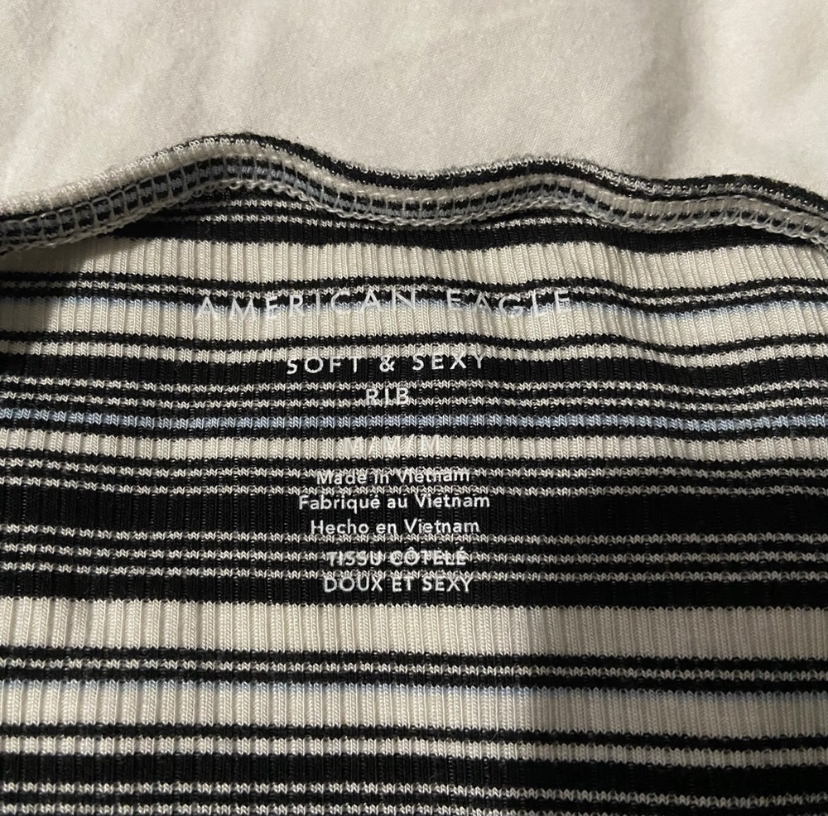 AMERICAN EAGLE
SOFT & SEXY
RIB
M/M/M
Made in Vietnam
Fabriqué au Vietnam
Hecho en Vietnam
TISSU CÔTELÉ
DOUX ET SEXY